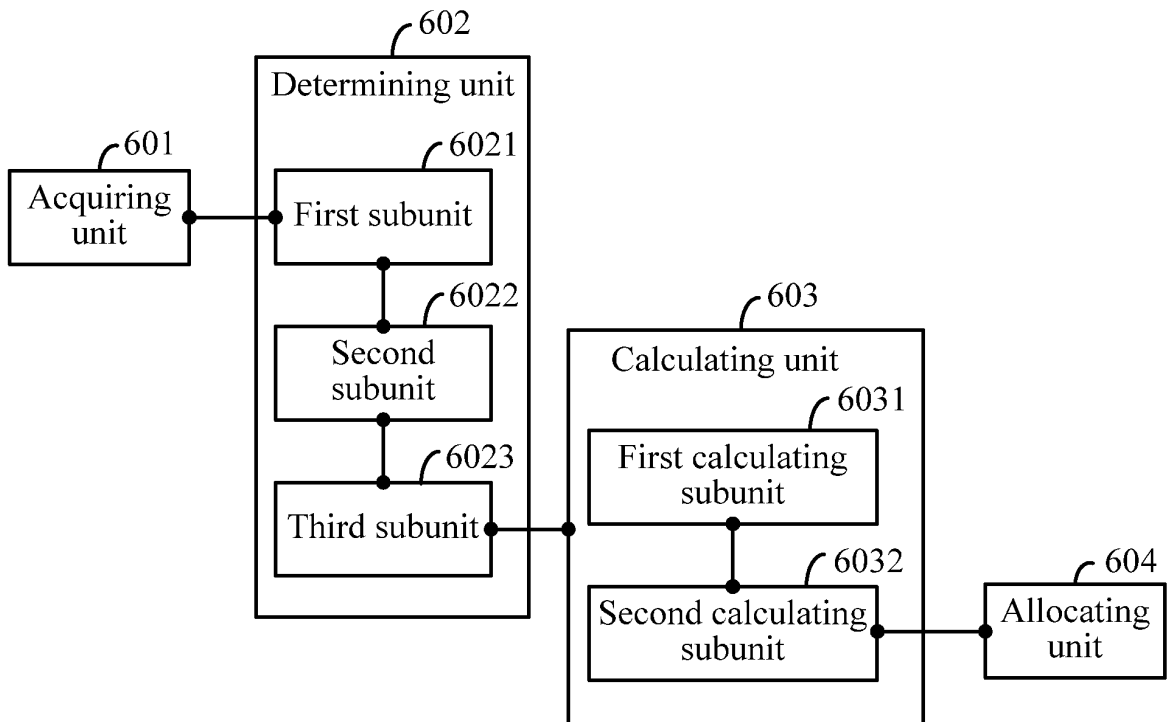 602
Determining unit
601
Acquiring
unit
6021
First subunit
6022
Second
subunit
6023
Third subunit
603
Calculating unit
6031
First calculating
subunit
6032
Second calculating
subunit
604
Allocating
unit